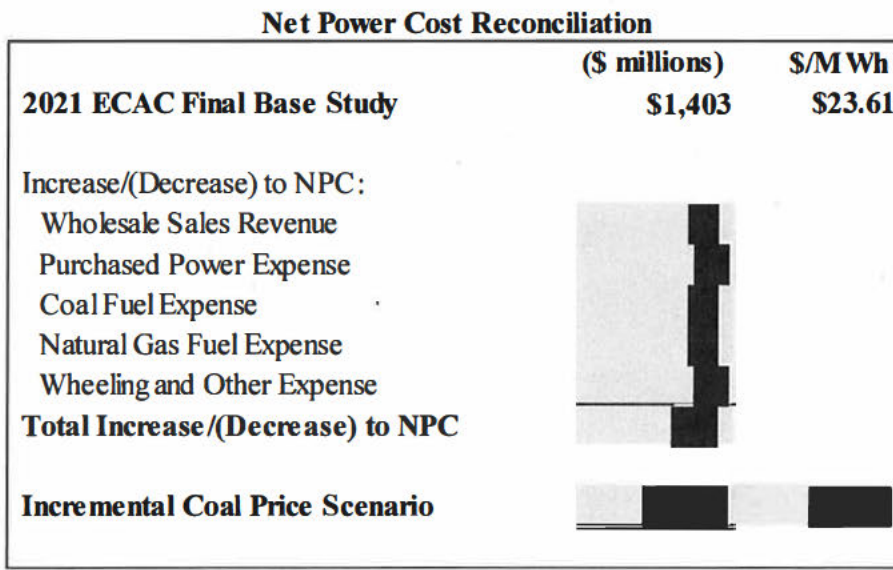 Net Power Cost Reconciliation
($ millions) $/MWh
2021 ECAC Final Base Study $1,403 $23.61
Increase/(Decrease) to NPC:
Wholesale Sales Revenue
Purchased Power Expense
Coal Fuel Expense
Natural Gas Fuel Expense
Wheeling and Other Expense
Total Increase/(Decrease) to NPC
Incremental Coal Price Scenario